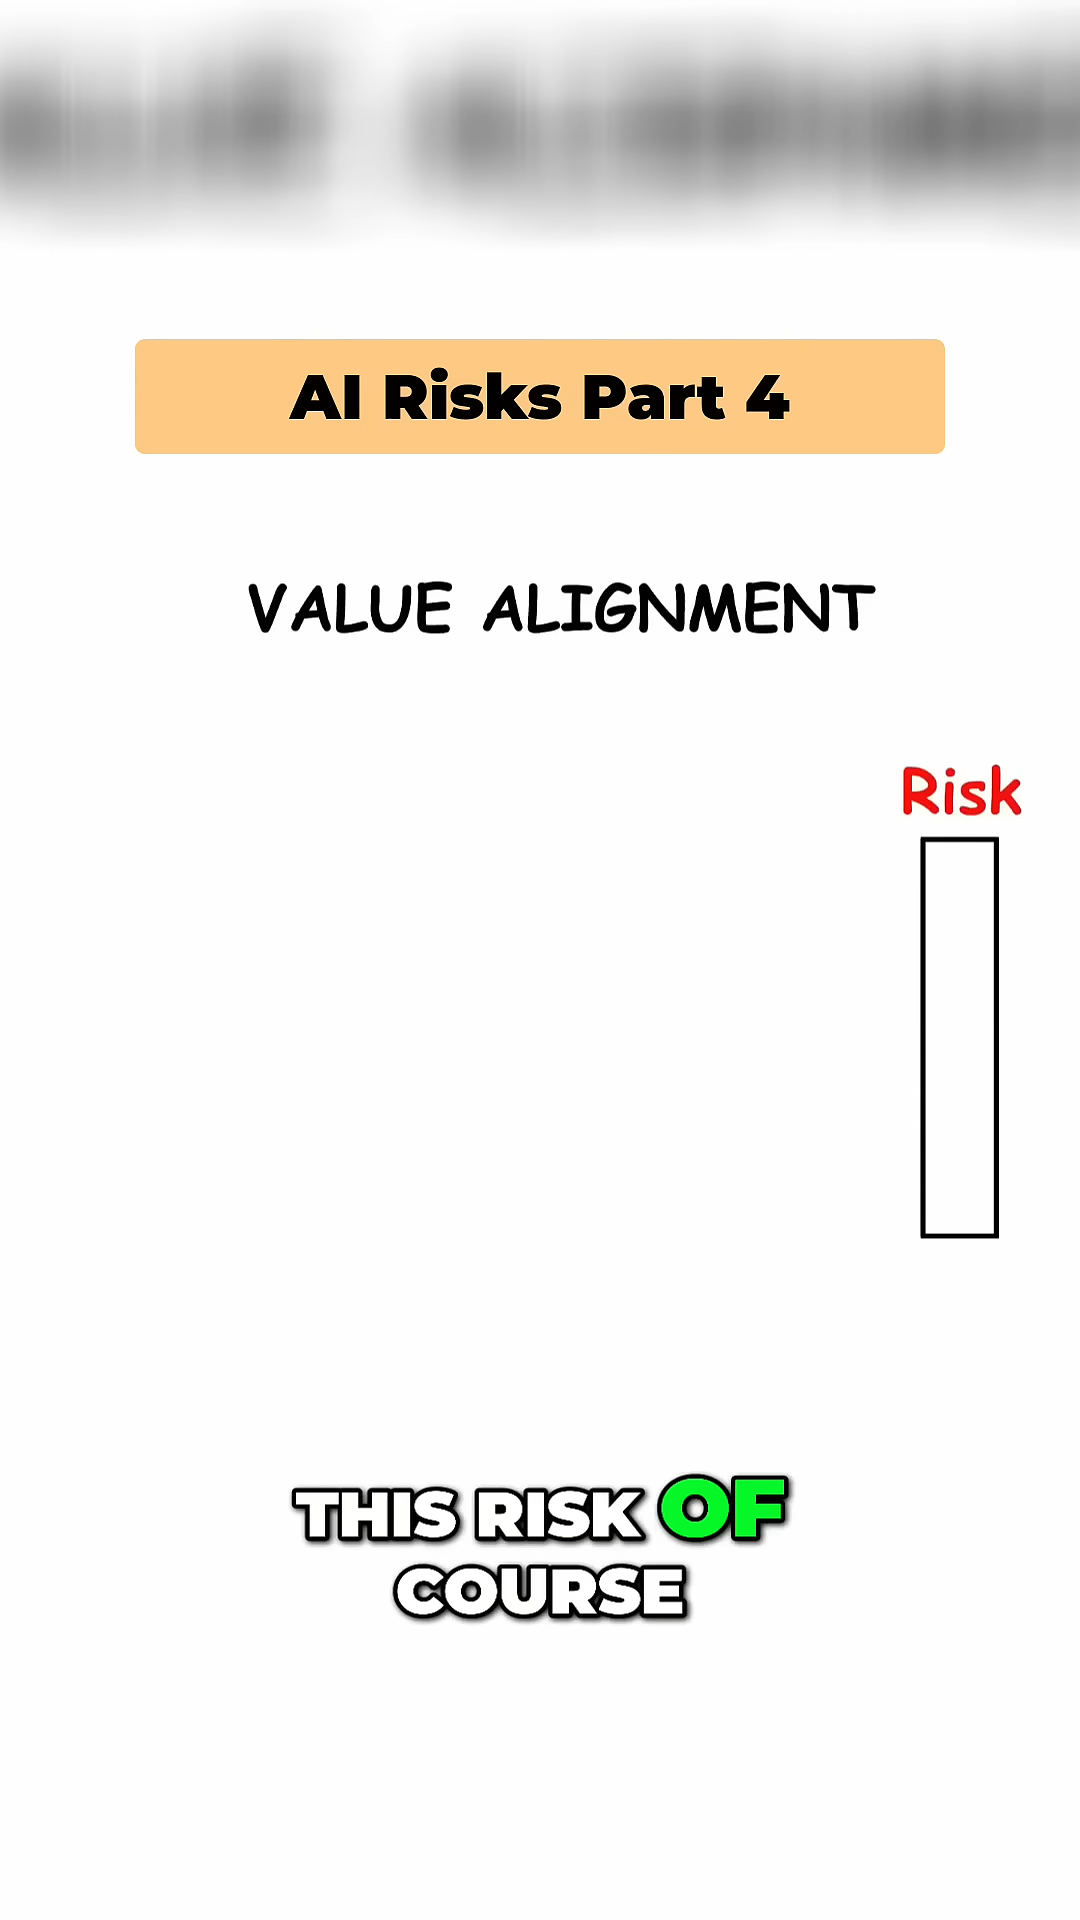 AI Risks Part 4
VALUE ALIGNMENT
Risk
THIS RISK OF
COURSE